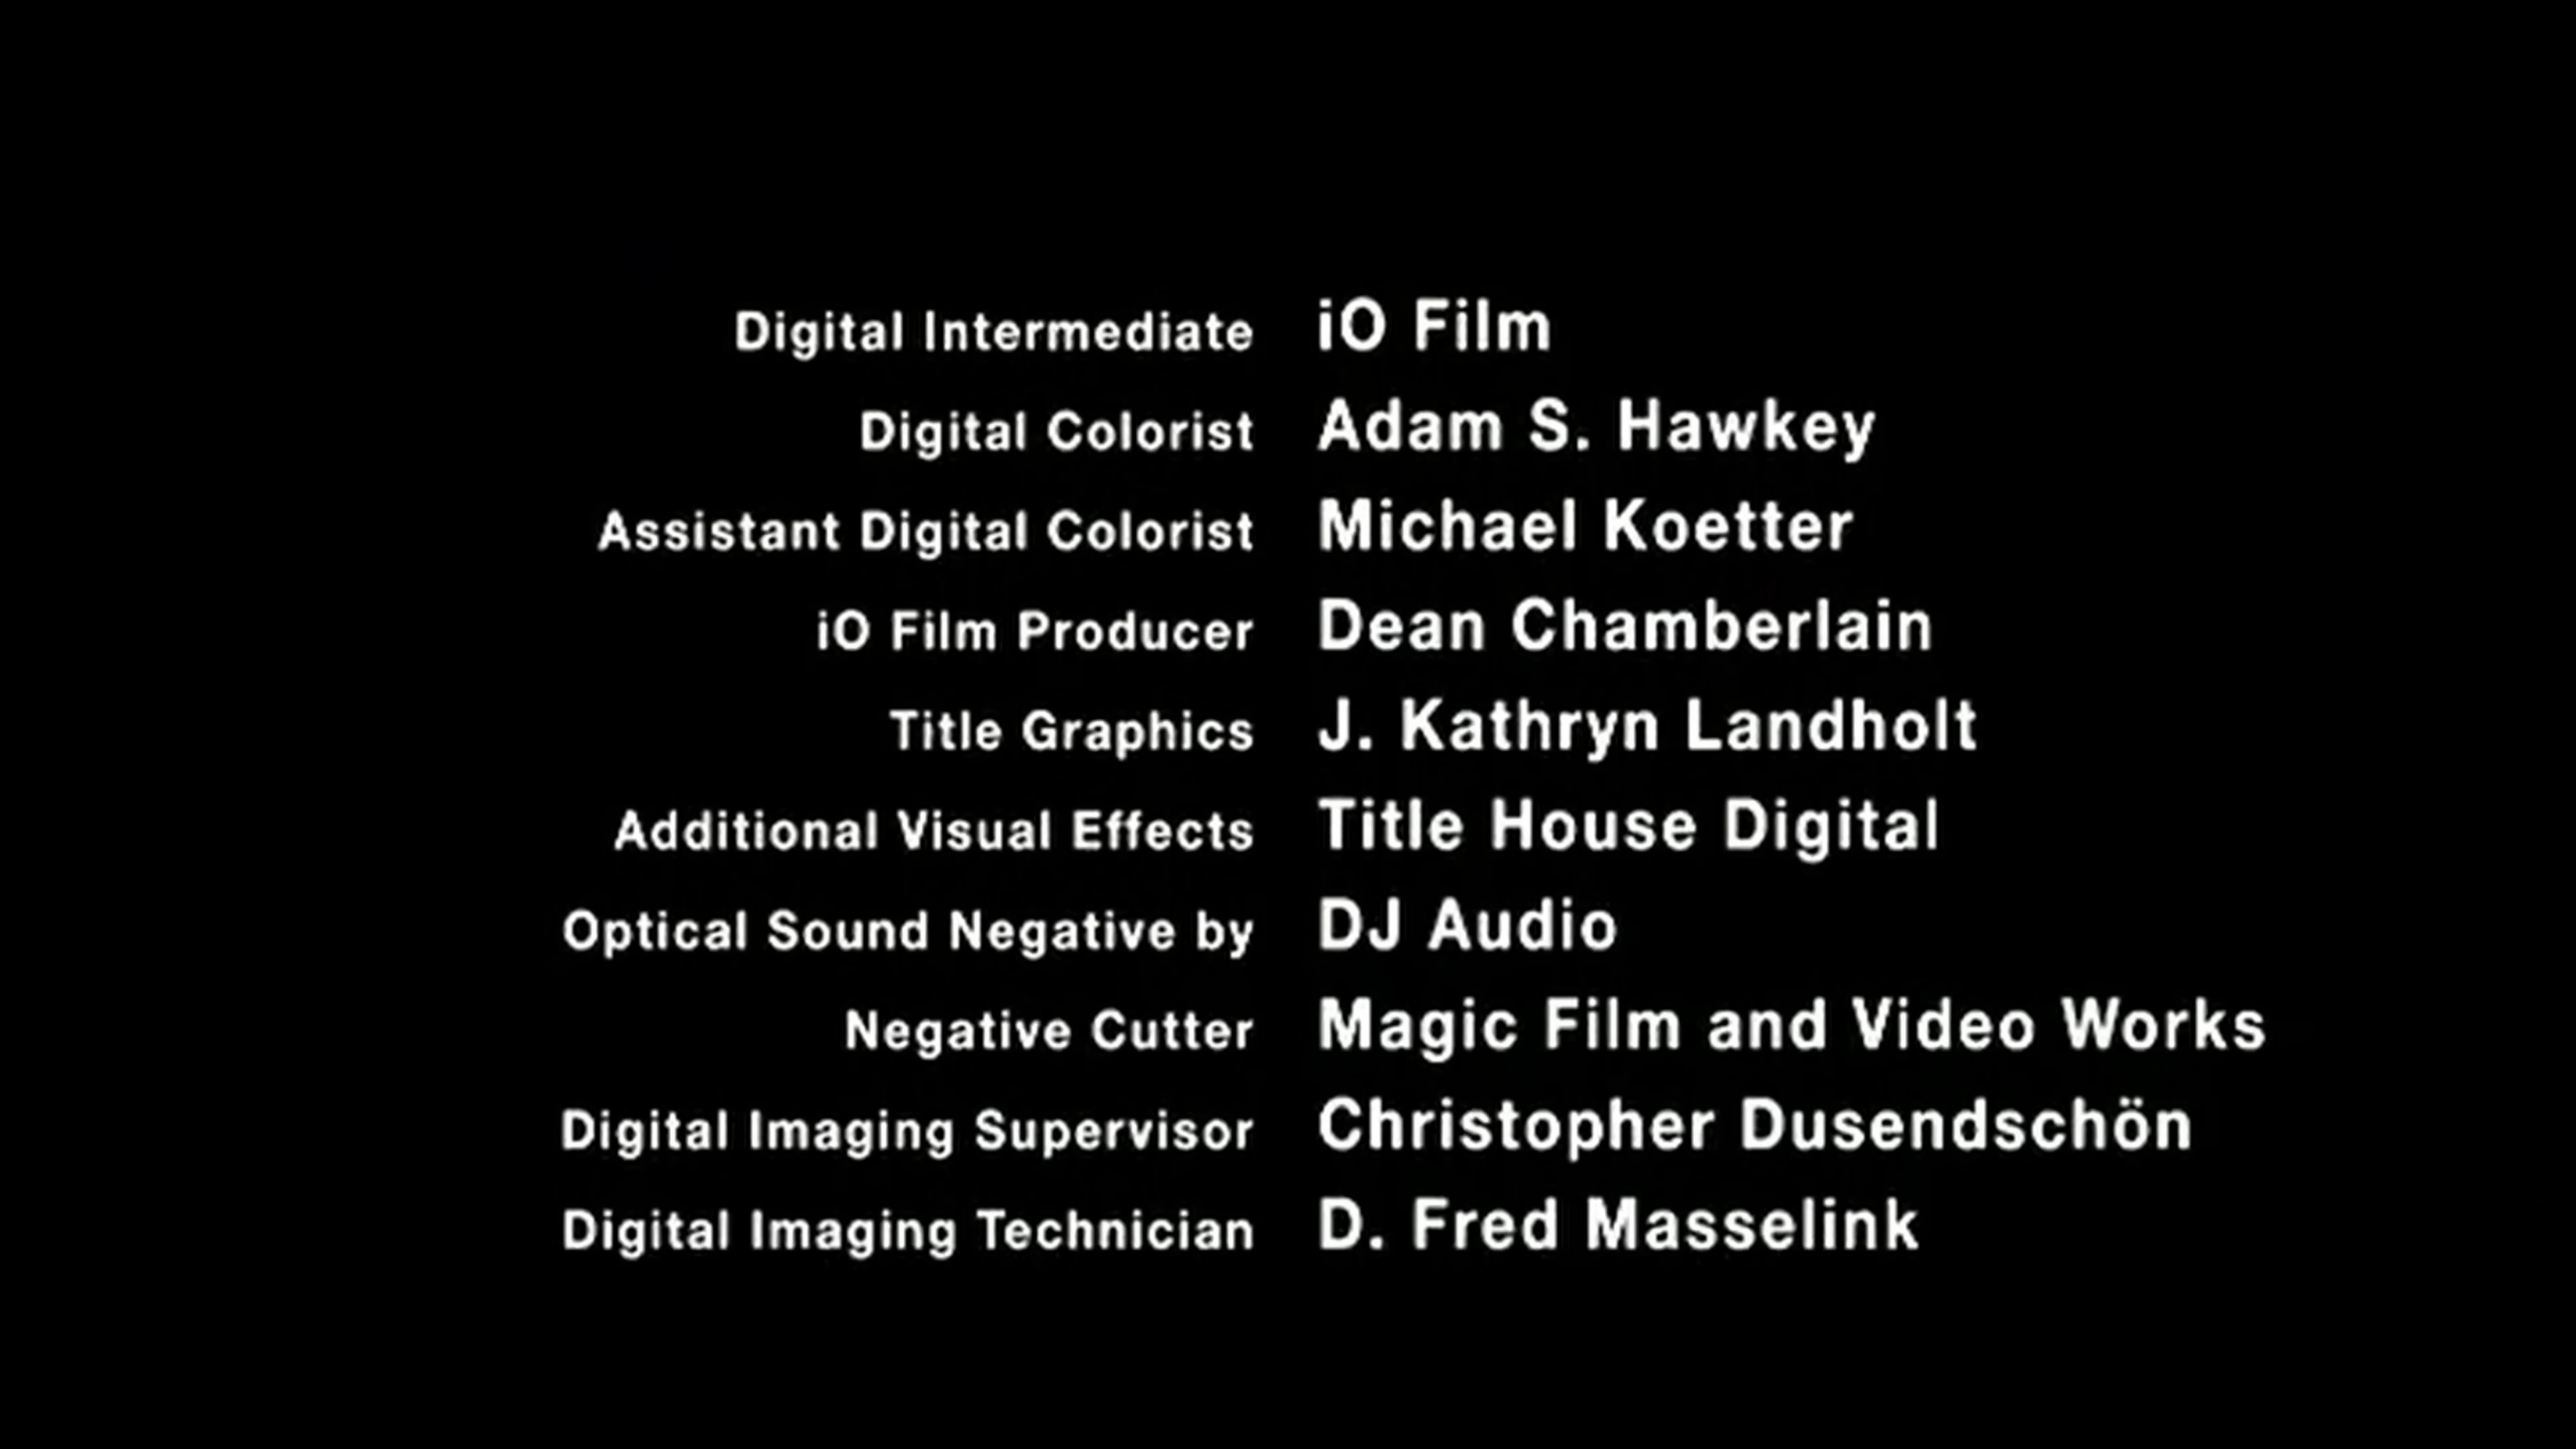 Digital Intermediate iO Film
Digital Colorist Adam S. Hawkey
Assistant Digital Colorist Michael Koetter
iO Film Producer Dean Chamberlain
Title Graphics J. Kathryn Landholt
Additional Visual Effects Title House Digital
Optical Sound Negative by DJ Audio
Negative Cutter Magic Film and Video Works
Digital Imaging Supervisor Christopher Dusendschön
Digital Imaging Technician D. Fred Masselink